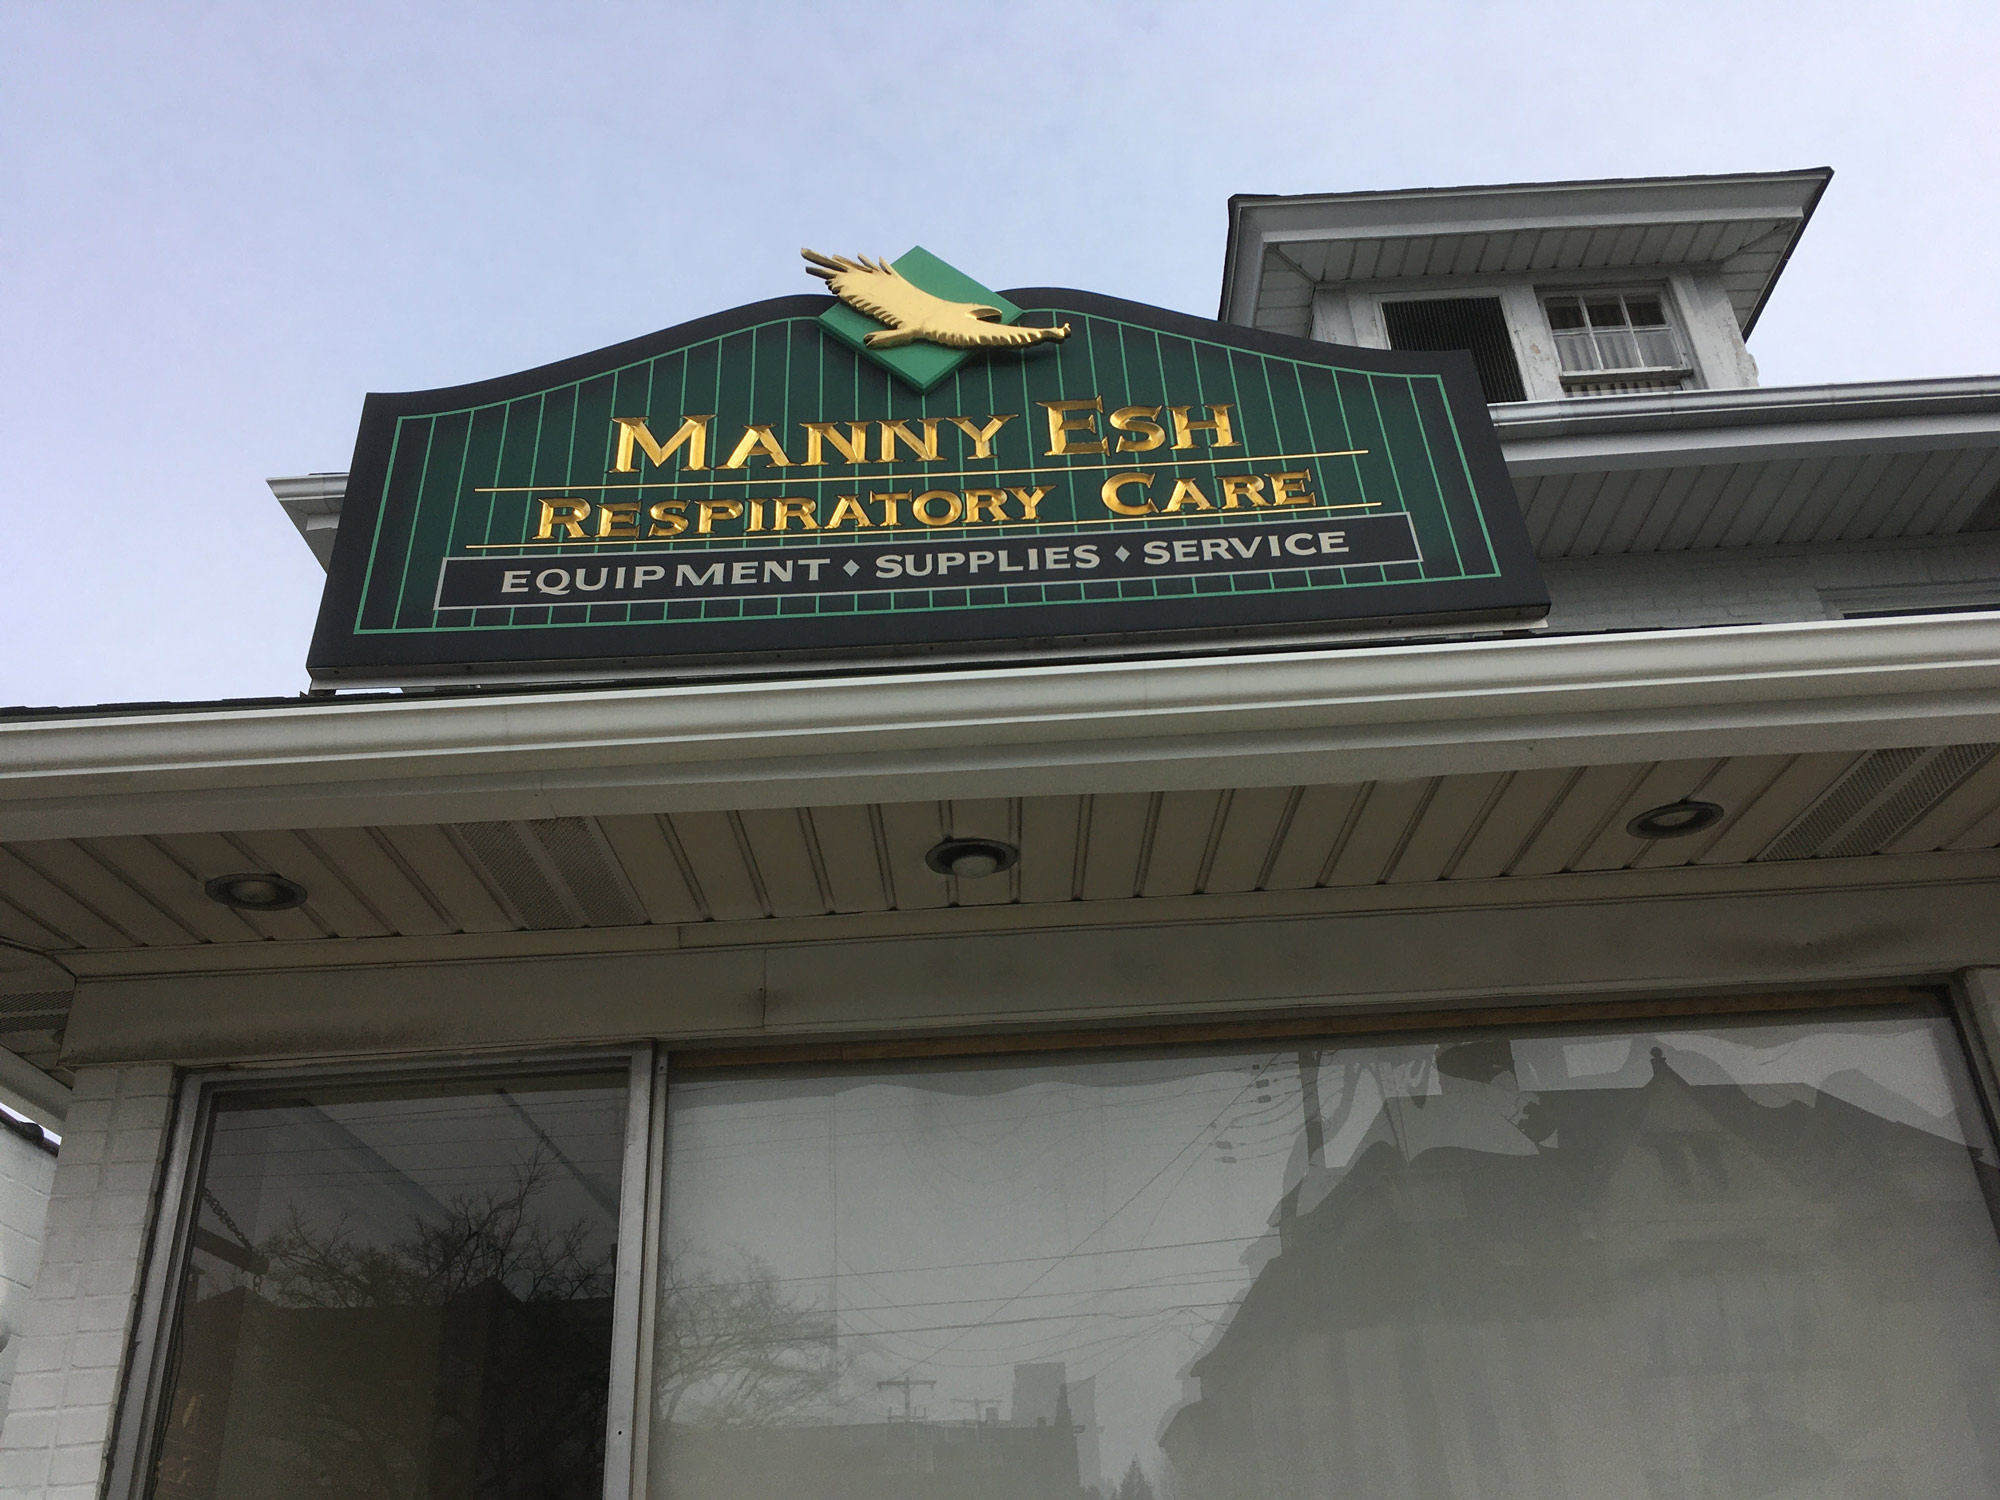 MANNY ESH
RESPIRATORY CARE
EQUIPMENT ⬥ SUPPLIES ⬥ SERVICE